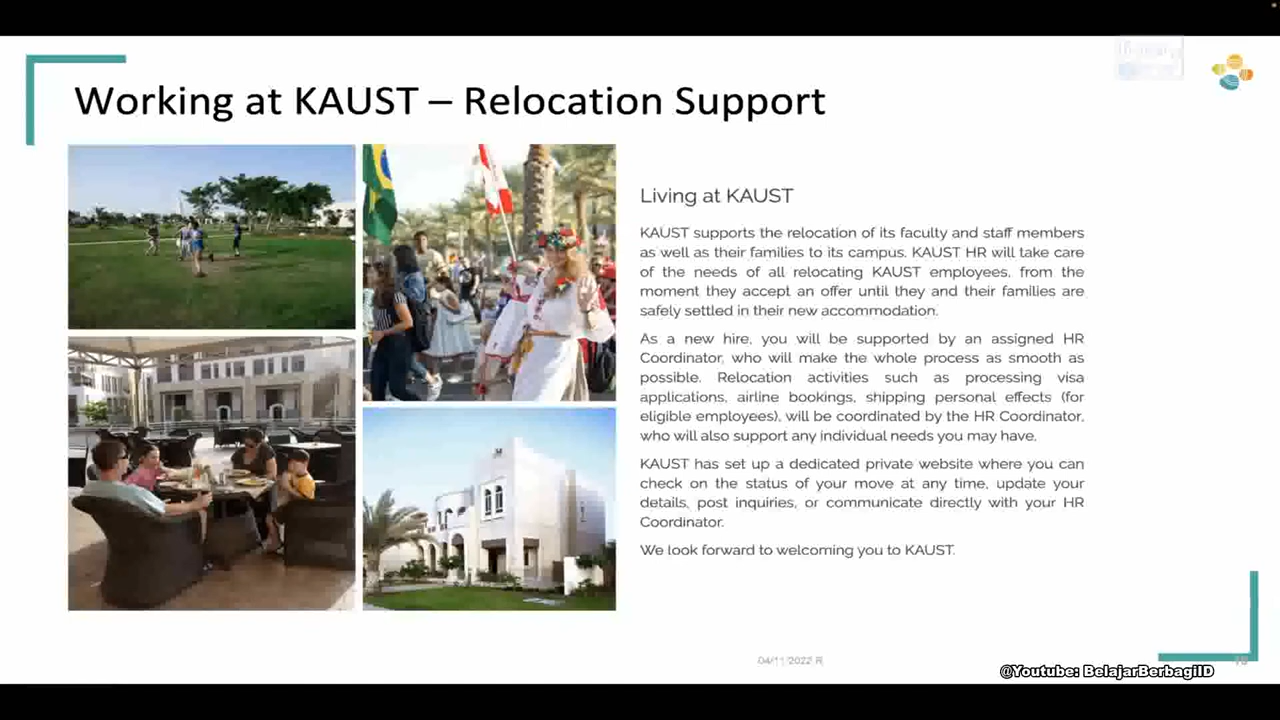 Working at KAUST – Relocation Support
Living at KAUST
KAUST supports the relocation of its faculty and staff members
as well as their families to its campus. KAUST HR will take care
of the needs of all relocating KAUST employees, from the
moment they accept an offer until they and their families are
safely settled in their new accommodation.
As a new hire, you will be supported by an assigned HR
Coordinator, who will make the whole process as smooth as
possible. Relocation activities such as processing visa
applications, airline bookings, shipping personal effects (for
eligible employees), will be coordinated by the HR Coordinator,
who will also support any individual needs you may have.
KAUST has set up a dedicated private website where you can
check on the status of your move at any time, update your
details, post inquiries, or communicate directly with your HR
Coordinator.
We look forward to welcoming you to KAUST.
04/11/2022
@Youtube: BelajarBerbagiID